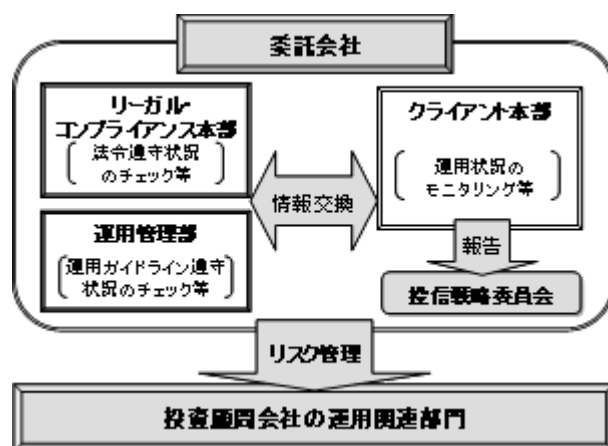 委託会社
リーガル・
コンプライアンス本部
法令遵守状況
のチェック等
クライアント本部
運用状況の
モニタリング等
情報交換
運用管理部
運用ガイドライン遵守
状況のチェック等
報告
投信戦略委員会
リスク管理
投資顧問会社の運用関連部門